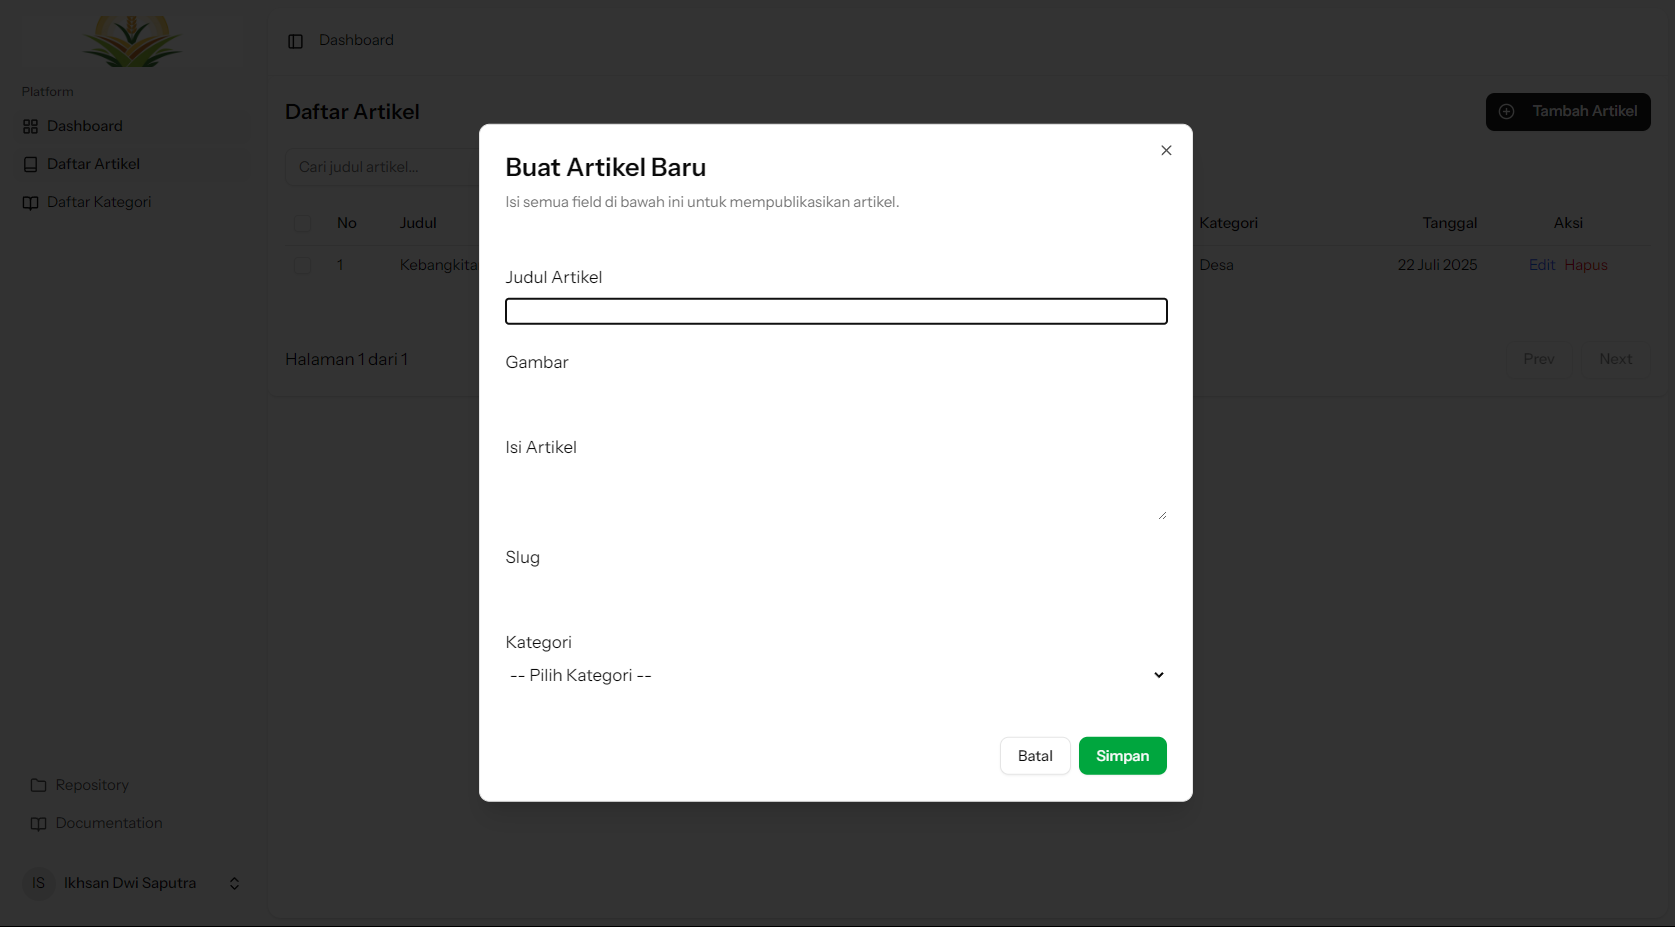 Platform
Dashboard
Daftar Artikel
Daftar Kategori
Repository
Documentation
IS Ikhsan Dwi Saputra
Dashboard
Daftar Artikel
Tambah Artikel
Cari judul artikel...
No Judul Kategori Tanggal Aksi
1 Kebangkita Desa 22 Juli 2025 Edit Hapus
Halaman 1 dari 1
Prev Next
Buat Artikel Baru
Isi semua field di bawah ini untuk mempublikasikan artikel.
Judul Artikel
Gambar
Isi Artikel
Slug
Kategori
-- Pilih Kategori --
Batal Simpan